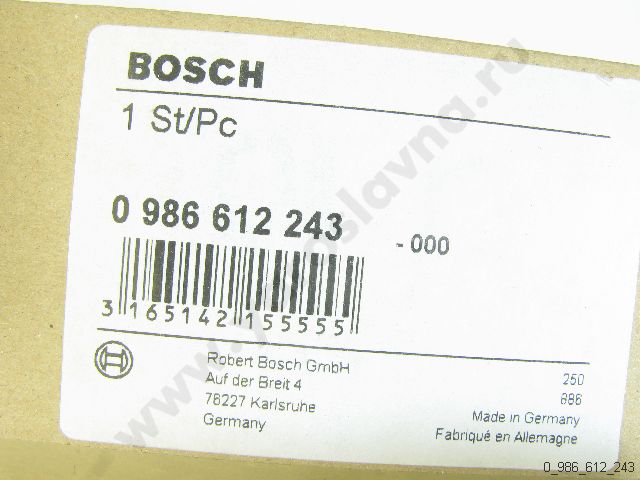 BOSCH
1 St/Pc
0 986 612 243 - 000
3 165142 155555
Robert Bosch GmbH
Auf der Breit 4
76227 Karlsruhe
Germany
250
986
Made in Germany
Fabriqué en Allemagne
0_986_612_243